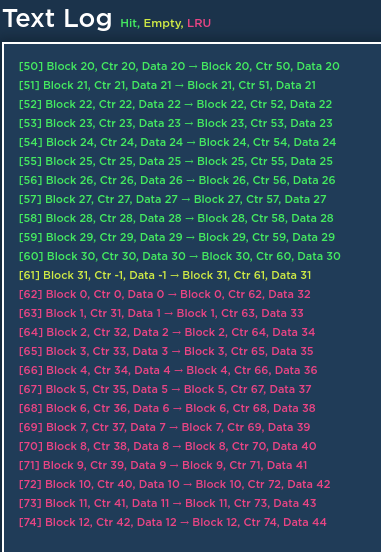 Text Log Hit, Empty, LRU
[50] Block 20, Ctr 20, Data 20 → Block 20, Ctr 50, Data 20
[51] Block 21, Ctr 21, Data 21 → Block 21, Ctr 51, Data 21
[52] Block 22, Ctr 22, Data 22 → Block 22, Ctr 52, Data 22
[53] Block 23, Ctr 23, Data 23 → Block 23, Ctr 53, Data 23
[54] Block 24, Ctr 24, Data 24 → Block 24, Ctr 54, Data 24
[55] Block 25, Ctr 25, Data 25 → Block 25, Ctr 55, Data 25
[56] Block 26, Ctr 26, Data 26 → Block 26, Ctr 56, Data 26
[57] Block 27, Ctr 27, Data 27 → Block 27, Ctr 57, Data 27
[58] Block 28, Ctr 28, Data 28 → Block 28, Ctr 58, Data 28
[59] Block 29, Ctr 29, Data 29 → Block 29, Ctr 59, Data 29
[60] Block 30, Ctr 30, Data 30 → Block 30, Ctr 60, Data 30
[61] Block 31, Ctr -1, Data -1 → Block 31, Ctr 61, Data 31
[62] Block 0, Ctr 0, Data 0 → Block 0, Ctr 62, Data 32
[63] Block 1, Ctr 31, Data 1 → Block 1, Ctr 63, Data 33
[64] Block 2, Ctr 32, Data 2 → Block 2, Ctr 64, Data 34
[65] Block 3, Ctr 33, Data 3 → Block 3, Ctr 65, Data 35
[66] Block 4, Ctr 34, Data 4 → Block 4, Ctr 66, Data 36
[67] Block 5, Ctr 35, Data 5 → Block 5, Ctr 67, Data 37
[68] Block 6, Ctr 36, Data 6 → Block 6, Ctr 68, Data 38
[69] Block 7, Ctr 37, Data 7 → Block 7, Ctr 69, Data 39
[70] Block 8, Ctr 38, Data 8 → Block 8, Ctr 70, Data 40
[71] Block 9, Ctr 39, Data 9 → Block 9, Ctr 71, Data 41
[72] Block 10, Ctr 40, Data 10 → Block 10, Ctr 72, Data 42
[73] Block 11, Ctr 41, Data 11 → Block 11, Ctr 73, Data 43
[74] Block 12, Ctr 42, Data 12 → Block 12, Ctr 74, Data 44